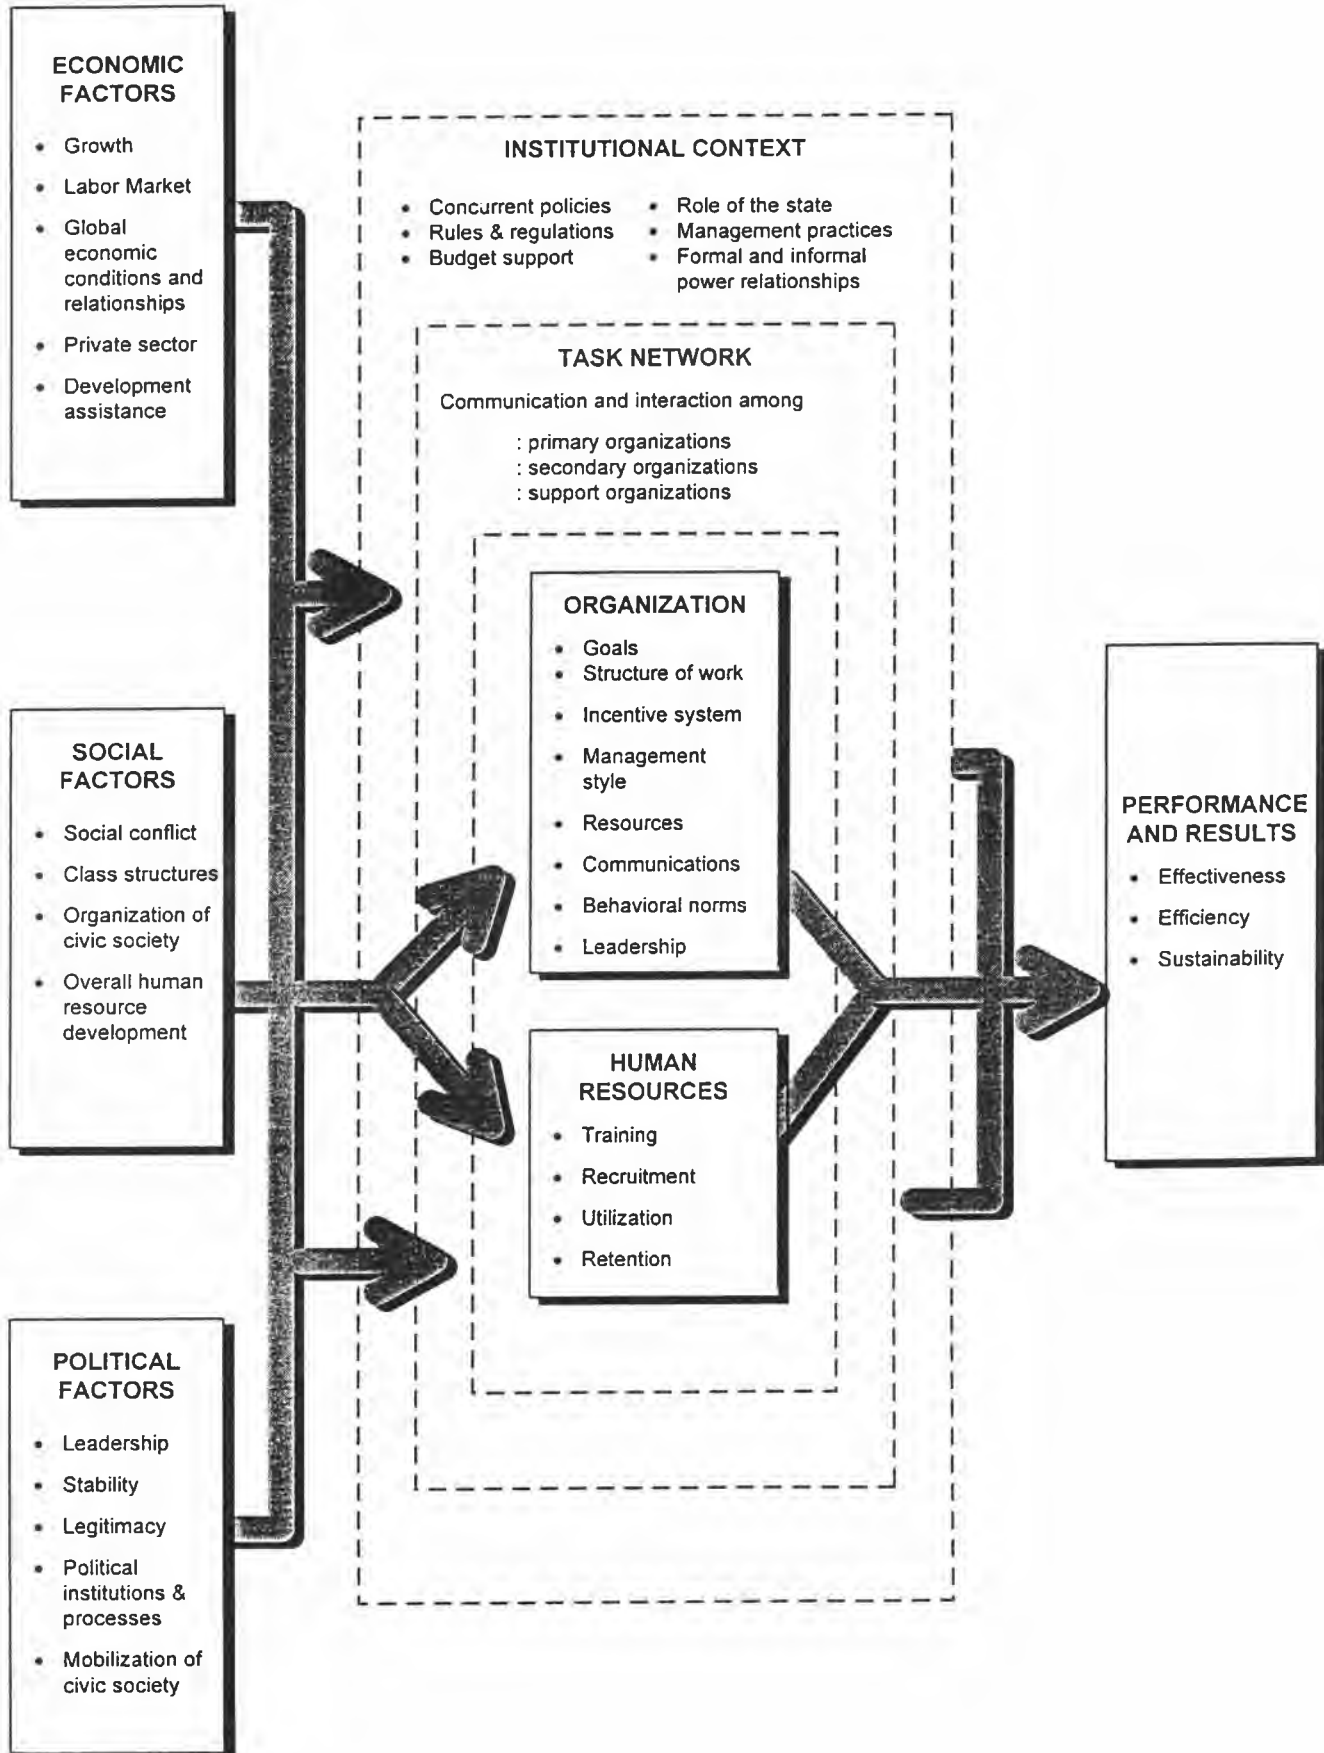 ECONOMIC
FACTORS
• Growth
• Labor Market
• Global
economic
conditions and
relationships
• Private sector
• Development
assistance
SOCIAL
FACTORS
• Social conflict
• Class structures
• Organization of
civic society
• Overall human
resource
development
POLITICAL
FACTORS
• Leadership
• Stability
• Legitimacy
• Political
institutions &
processes
• Mobilization of
civic society
INSTITUTIONAL CONTEXT
• Concurrent policies
• Rules & regulations
• Budget support
• Role of the state
• Management practices
• Formal and informal
power relationships
TASK NETWORK
Communication and interaction among
: primary organizations
: secondary organizations
: support organizations
ORGANIZATION
• Goals
• Structure of work
• Incentive system
• Management
style
• Resources
• Communications
• Behavioral norms
• Leadership
HUMAN
RESOURCES
• Training
• Recruitment
• Utilization
• Retention
PERFORMANCE
AND RESULTS
• Effectiveness
• Efficiency
• Sustainability